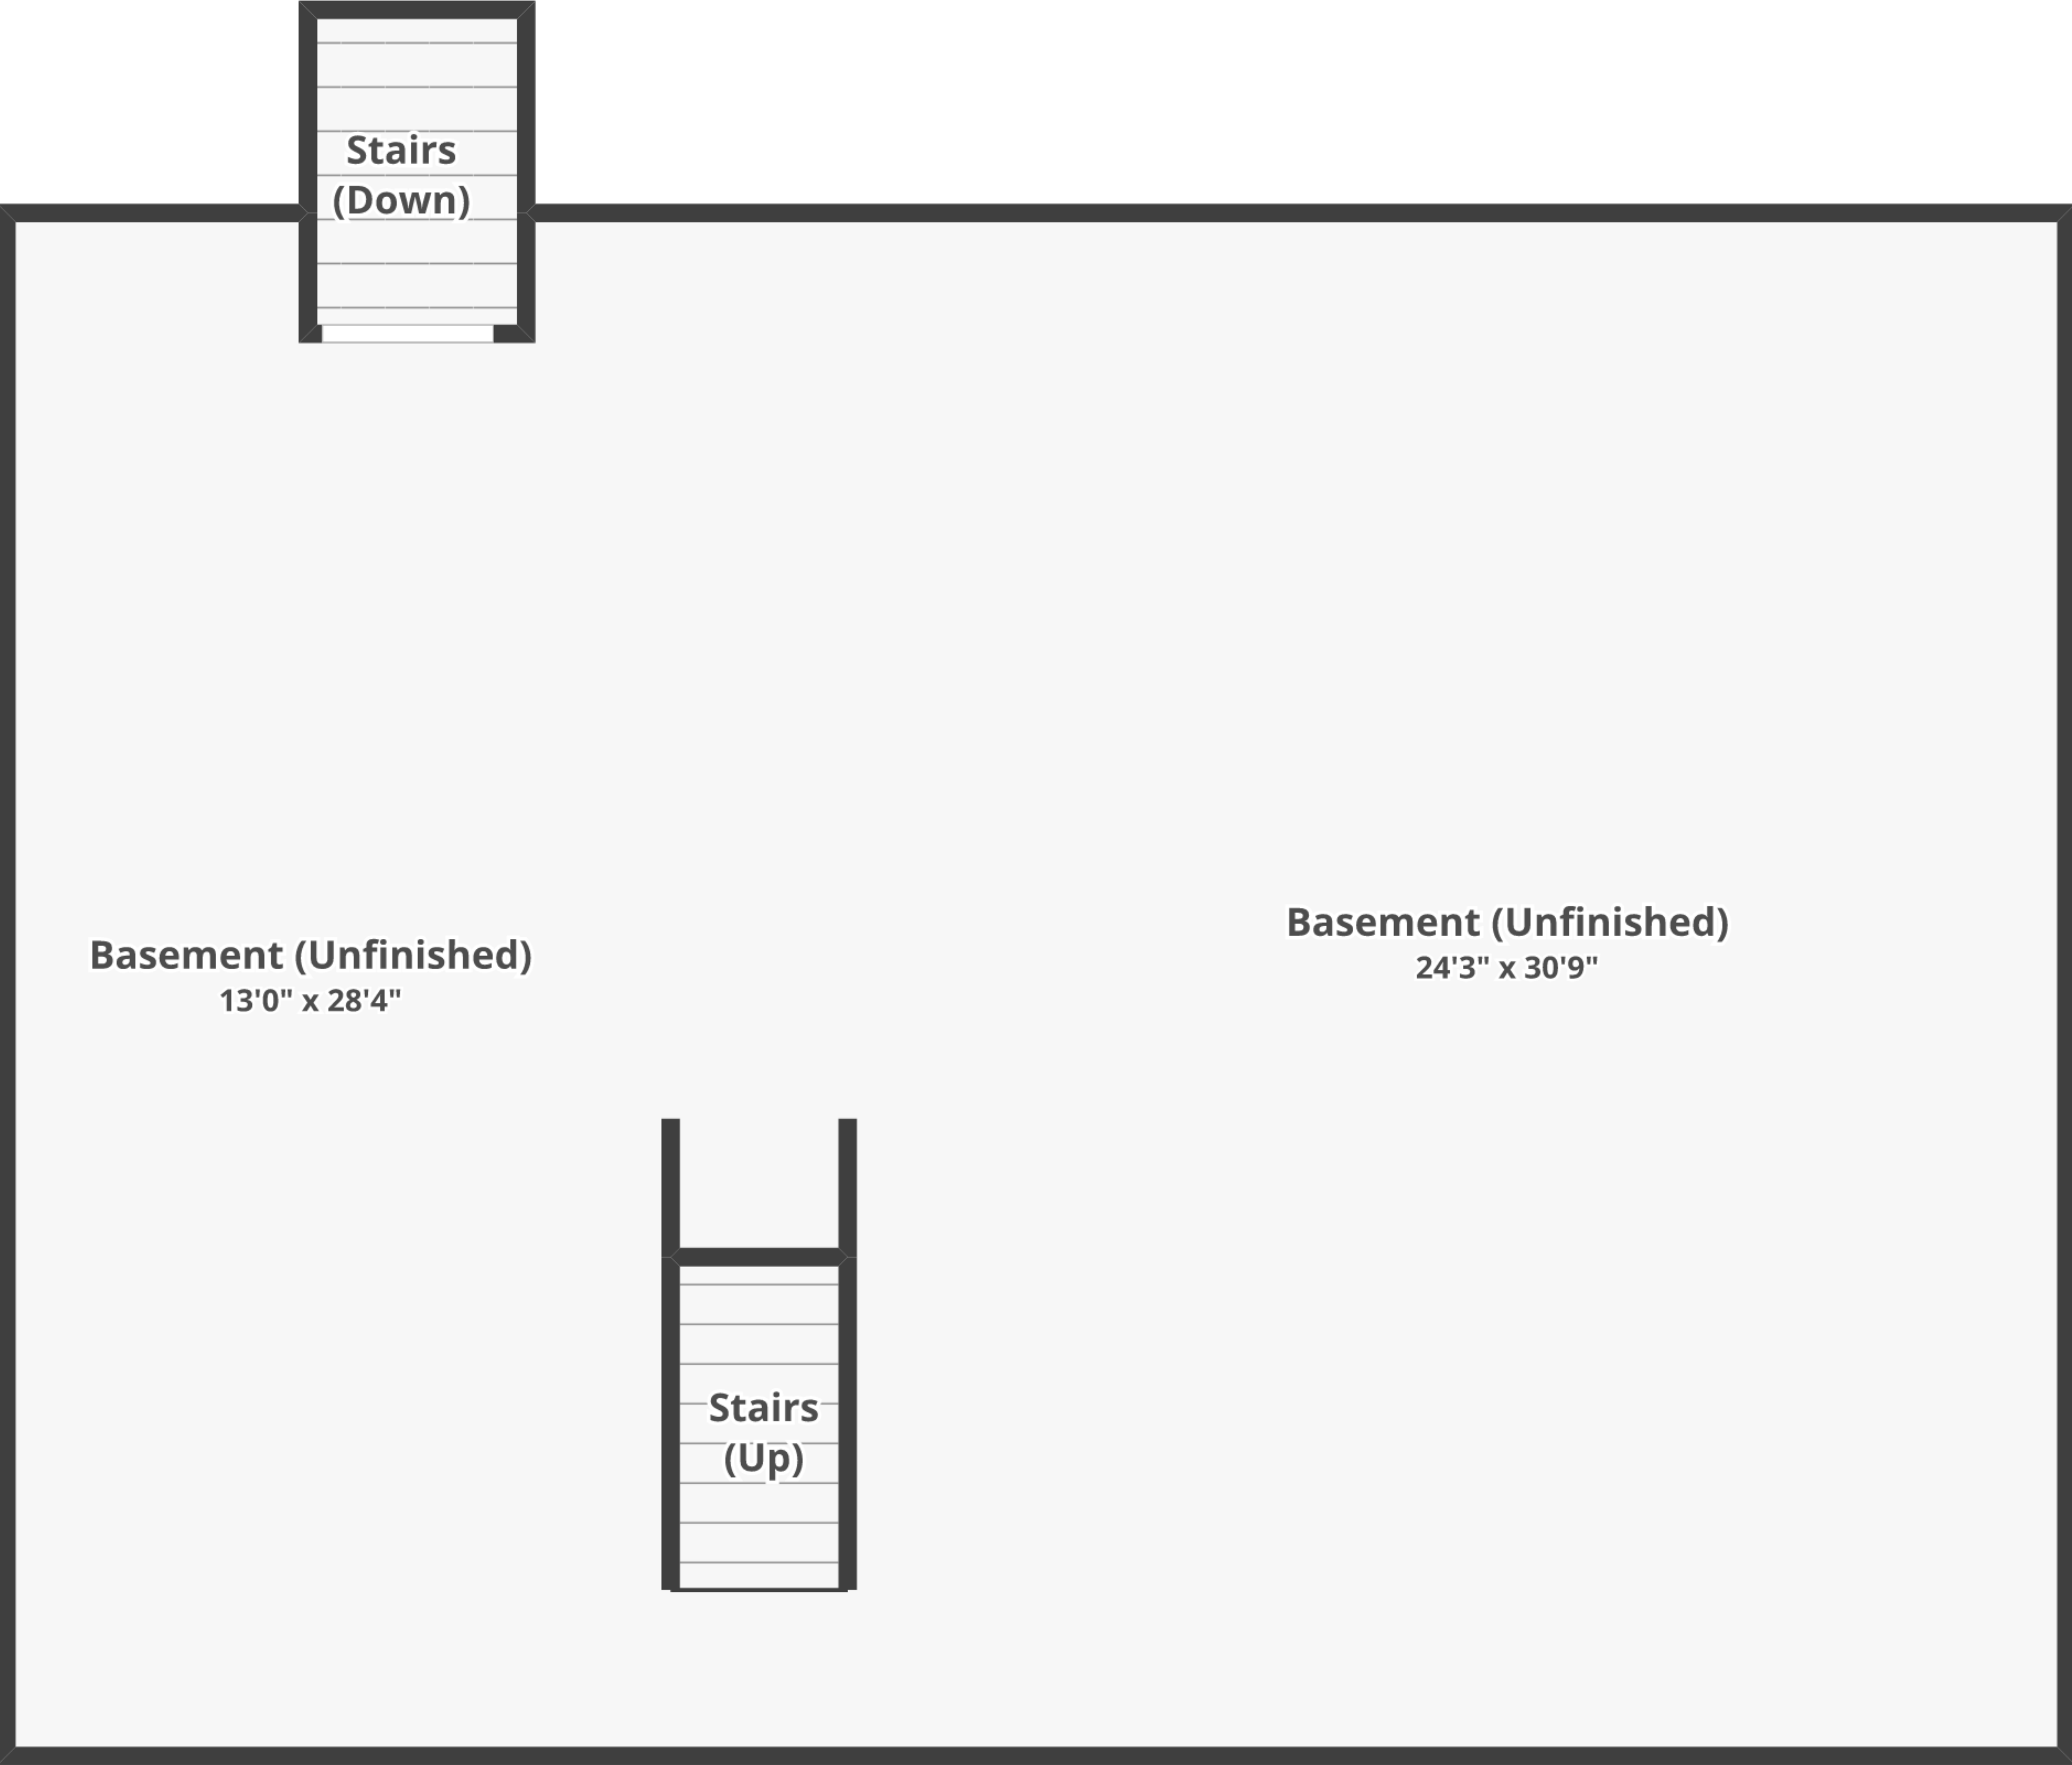 Stairs
(Down)
Basement (Unfinished)
13'0" x 28'4"
Basement (Unfinished)
24'3" x 30'9"
Stairs
(Up)